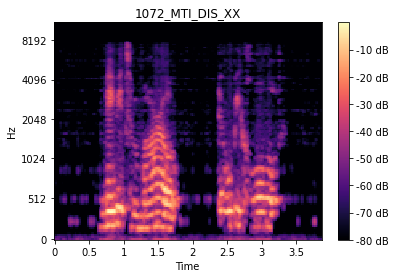 1072_MTI_DIS_XX
8192
4096
2048
1024
512
0
Hz
0 0.5 1 1.5 2 2.5 3 3.5
Time
-10 dB
-20 dB
-30 dB
-40 dB
-50 dB
-60 dB
-70 dB
-80 dB